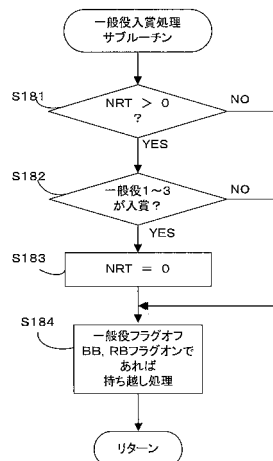 一般役入賞処理
サブルーチン
S181
NRT > 0
?
NO
YES
S182
一般役1～3
が入賞？
NO
YES
S183
NRT = 0
S184
一般役フラグオフ
BB, RBフラグオンで
あれば
持ち越し処理
リターン